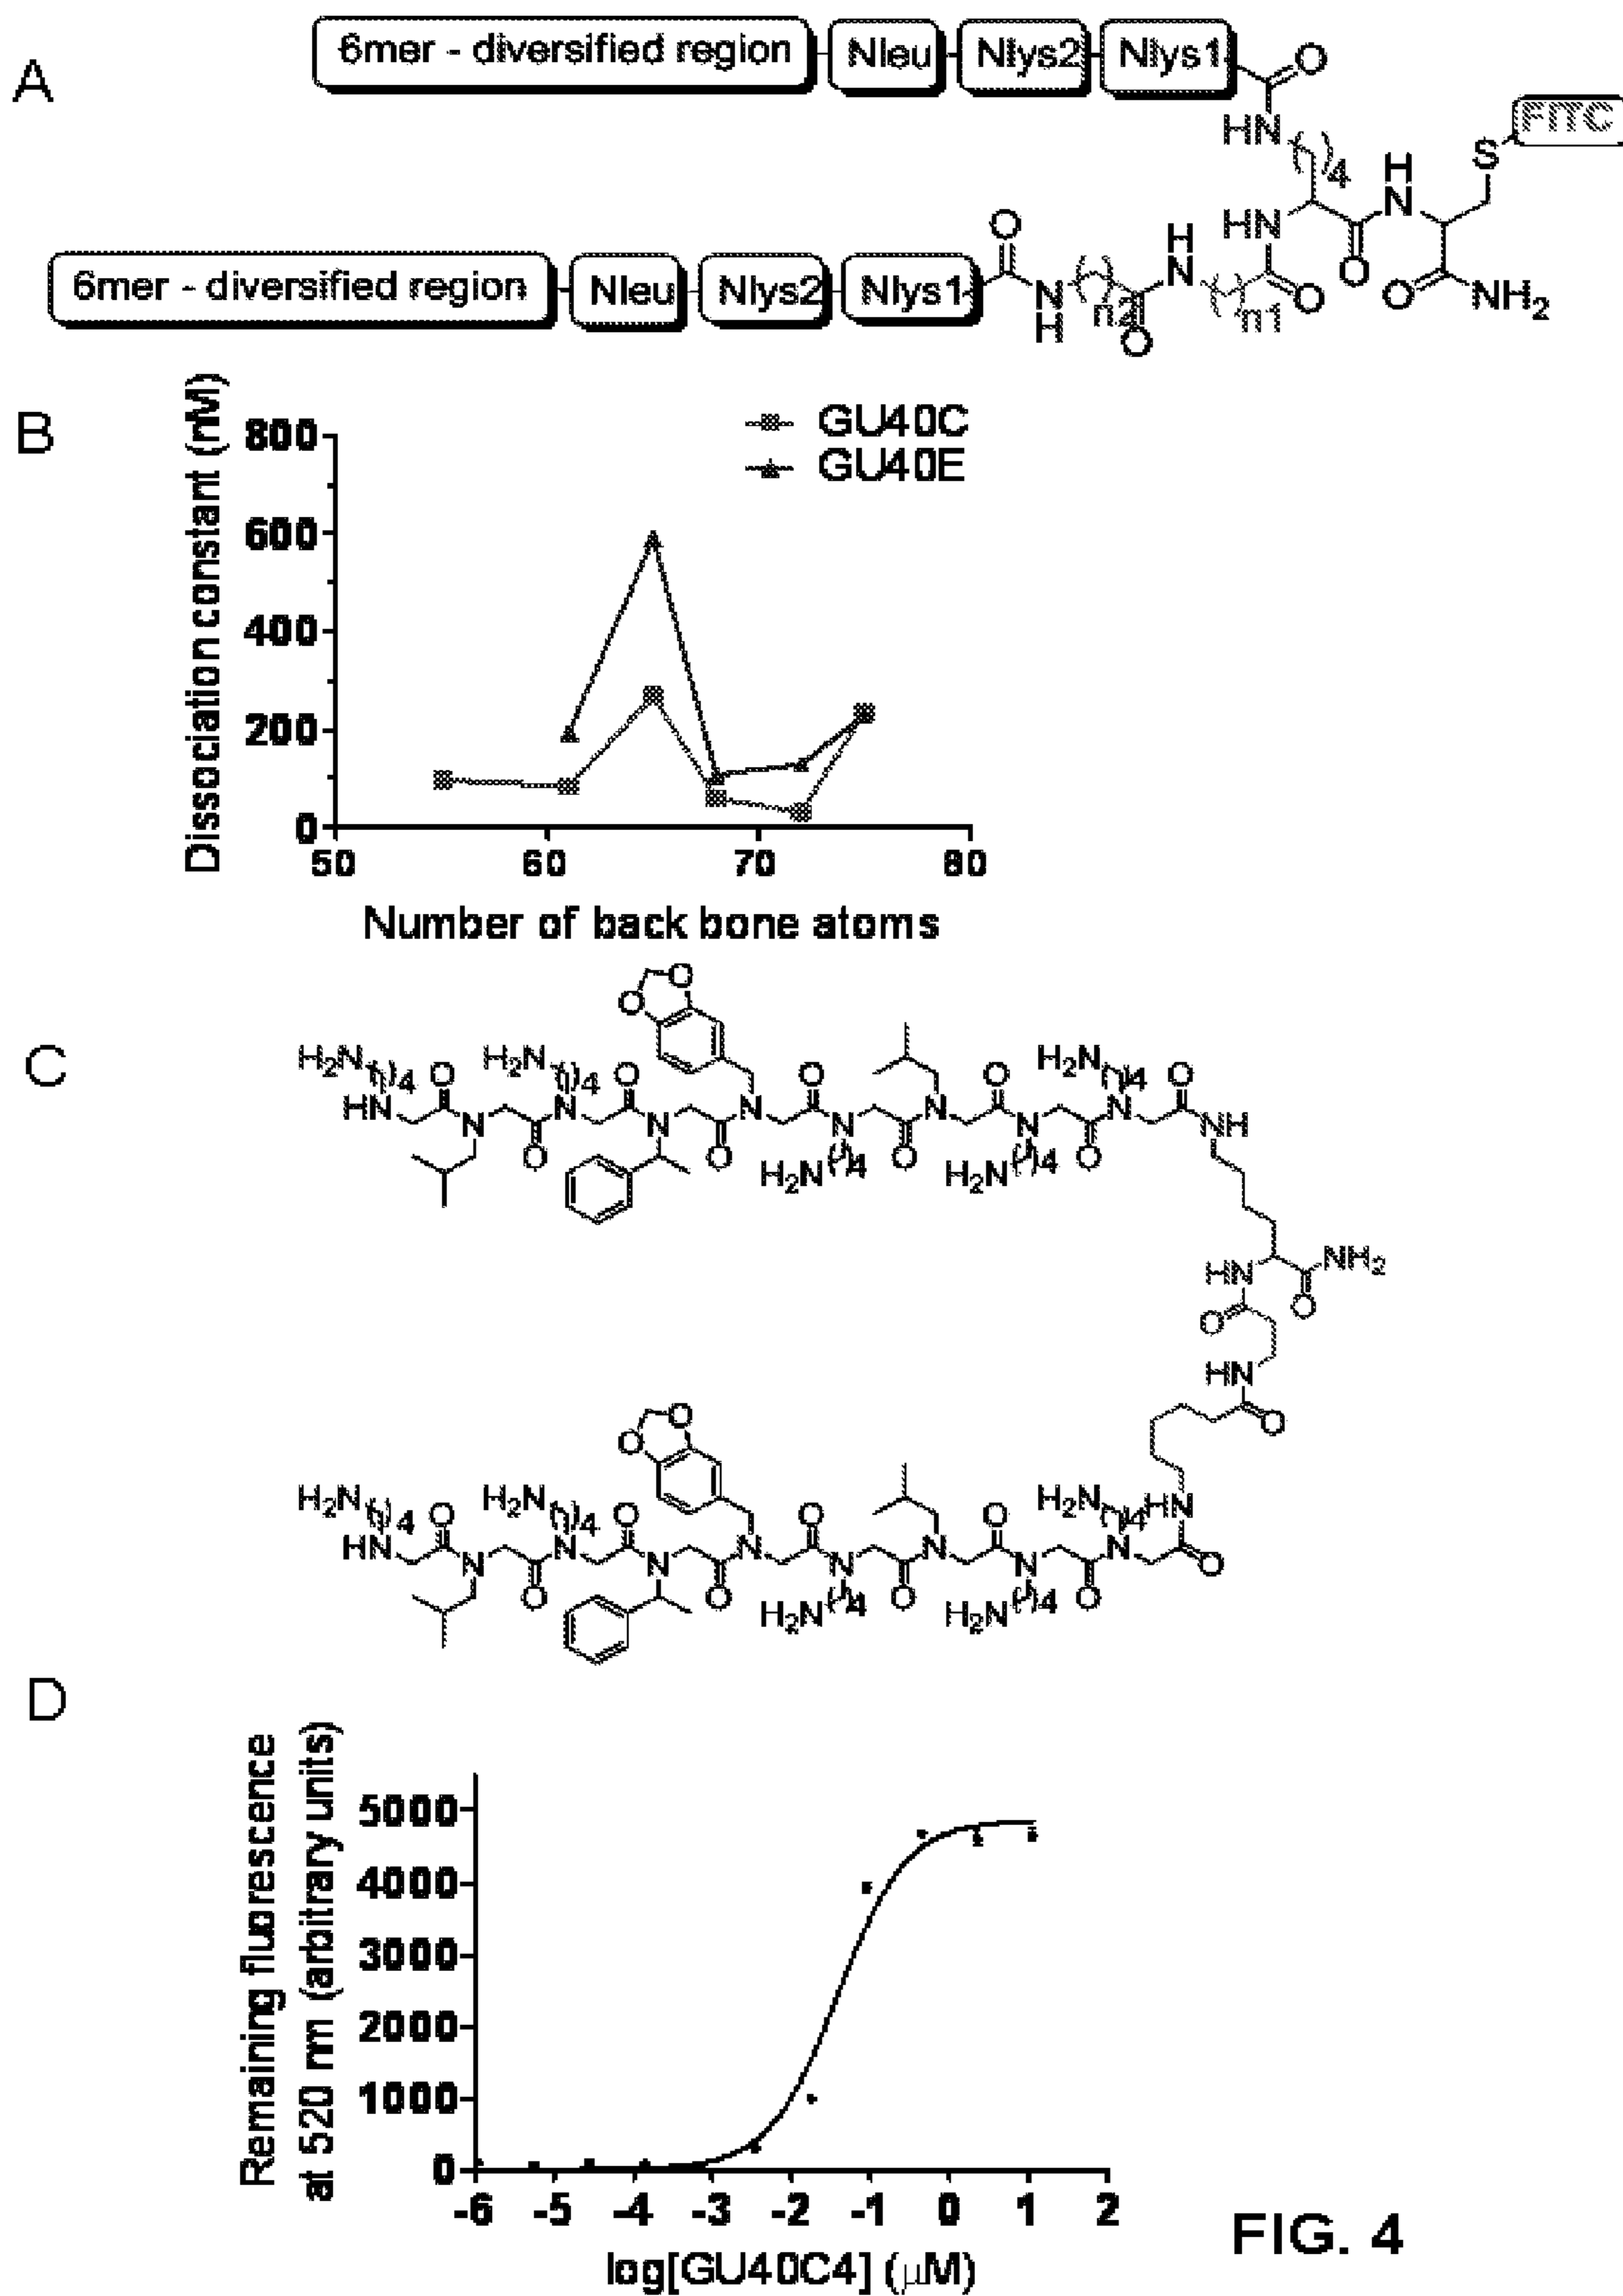 A
6mer - diversified region Nleu Nlys2 Nlys1
O
HN
( )4
FITC
S
H
N
HN
O
O
NH2
O
6mer - diversified region Nleu Nlys2 Nlys1
O
N
H
( )n2
O
H
N
( )n1
O
B
Dissociation constant (nM)
GU40C
GU40E
800
600
400
200
0
50 60 70 80
Number of back bone atoms
C
O O
H2N ( )4 O H2N ( )4 O O O H2N ( )4 O
HN N N N N N N N N NH
O O O O
H2N ( )4 H2N ( )4
HN NH2
O O
HN
O
O O
H2N ( )4 O H2N ( )4 O O O H2N ( )4 HN
HN N N N N N N N N O
O O O O
H2N ( )4 H2N ( )4
D
Remaining fluorescence
at 520 nm (arbitrary units)
5000
4000
3000
2000
1000
0
-6 -5 -4 -3 -2 -1 0 1 2
log[GU40C4] (μM)
FIG. 4